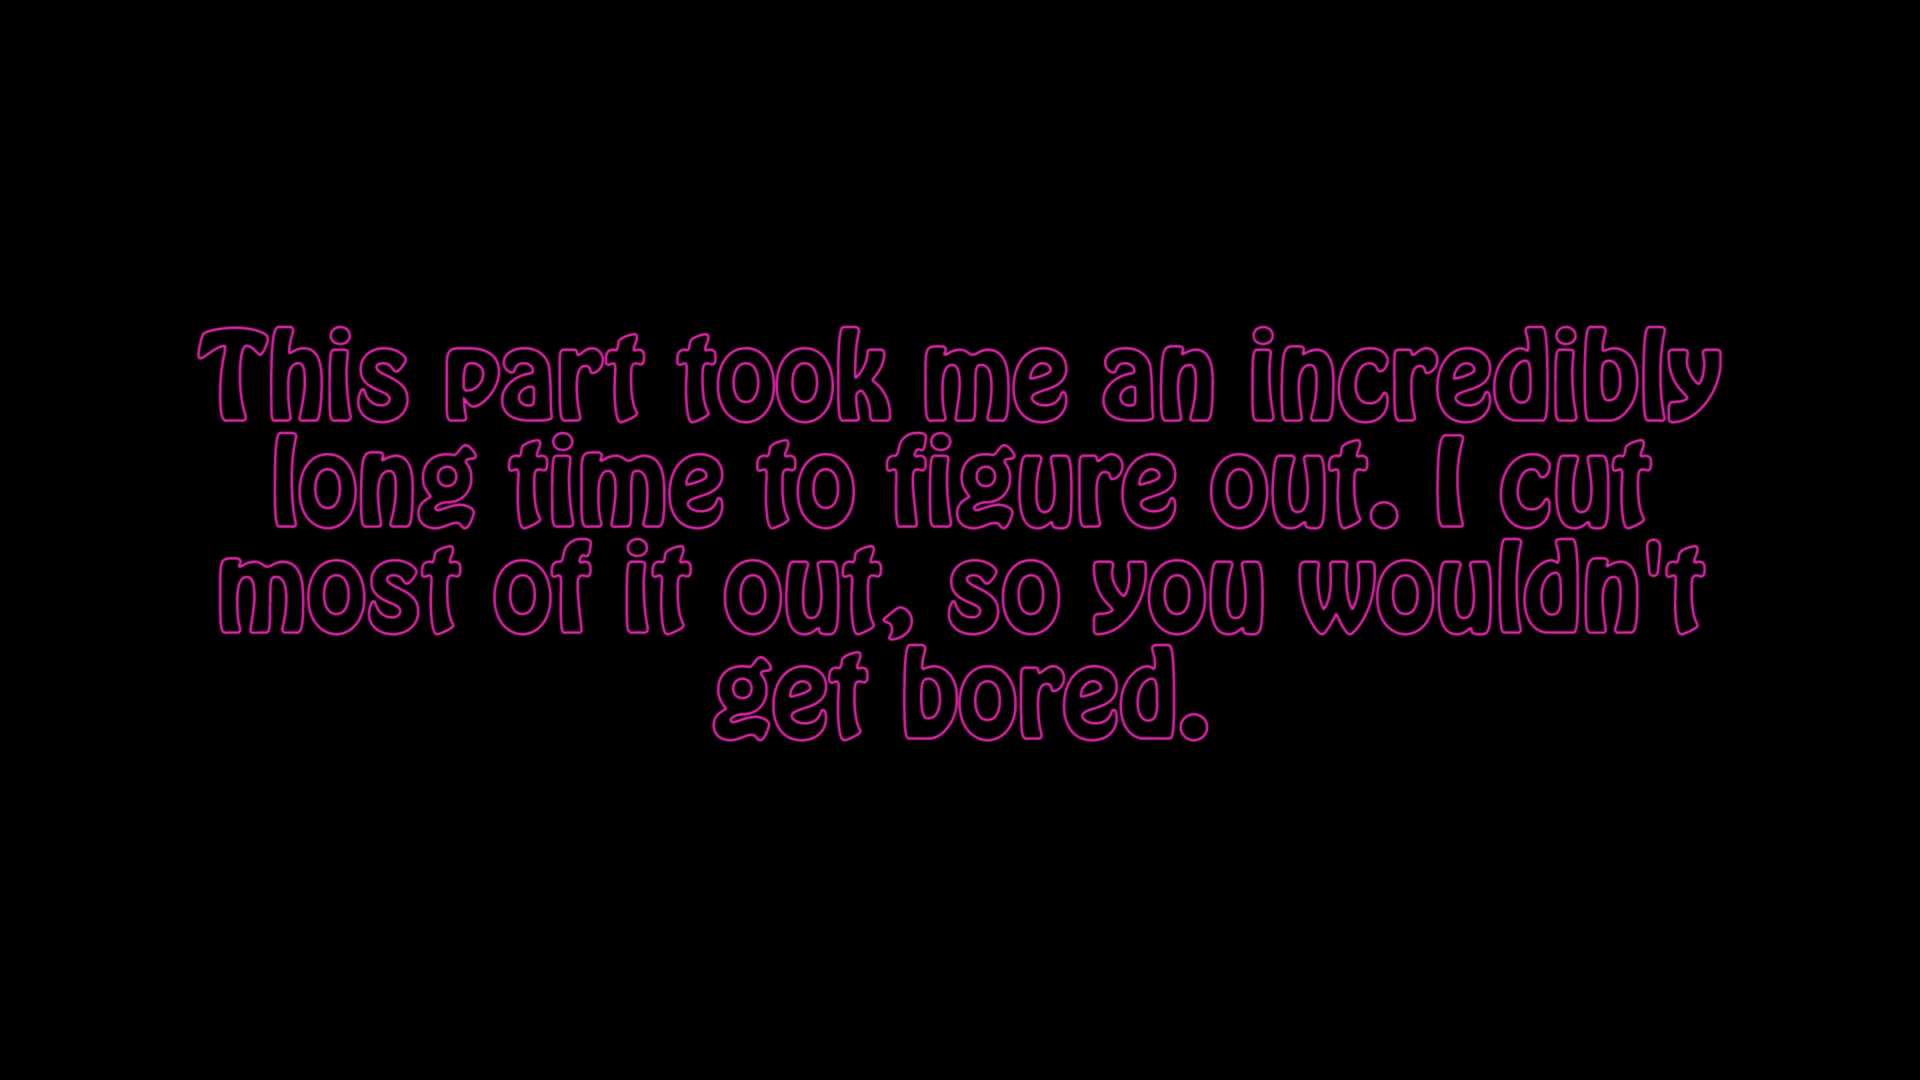 This part took me an incredibly
long time to figure out. I cut
most of it out, so you wouldn't
get bored.